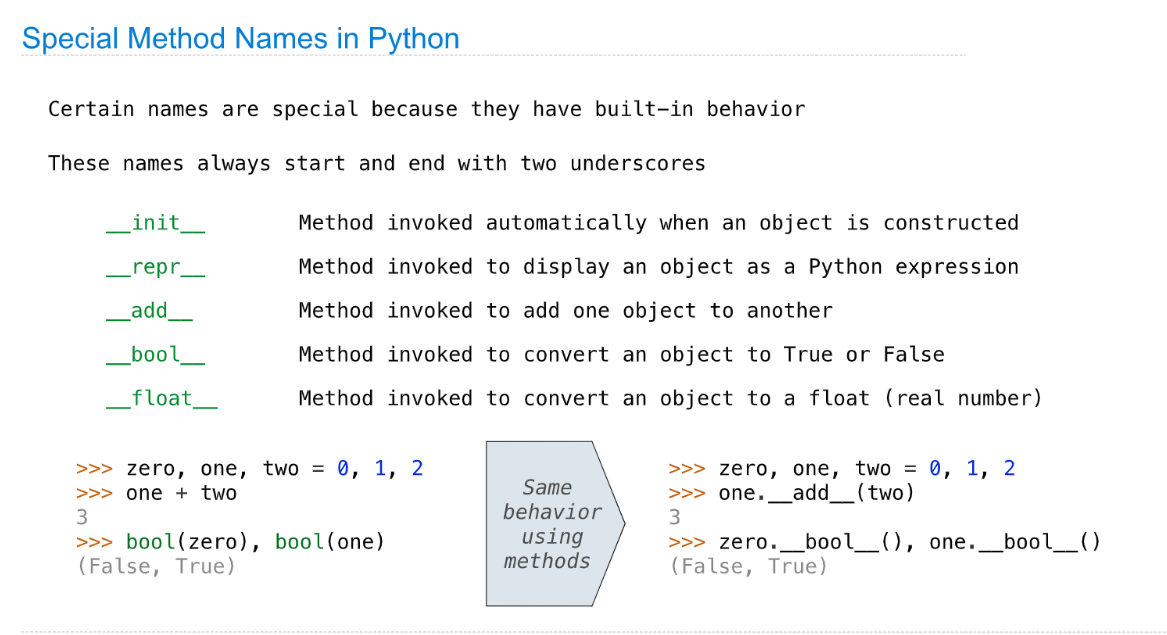 Special Method Names in Python
Certain names are special because they have built-in behavior
These names always start and end with two underscores
__init__ Method invoked automatically when an object is constructed
__repr__ Method invoked to display an object as a Python expression
__add__ Method invoked to add one object to another
__bool__ Method invoked to convert an object to True or False
__float__ Method invoked to convert an object to a float (real number)
>>> zero, one, two = 0, 1, 2
>>> one + two
3
>>> bool(zero), bool(one)
(False, True)
Same
behavior
using
methods
>>> zero, one, two = 0, 1, 2
>>> one.__add__(two)
3
>>> zero.__bool__(), one.__bool__()
(False, True)